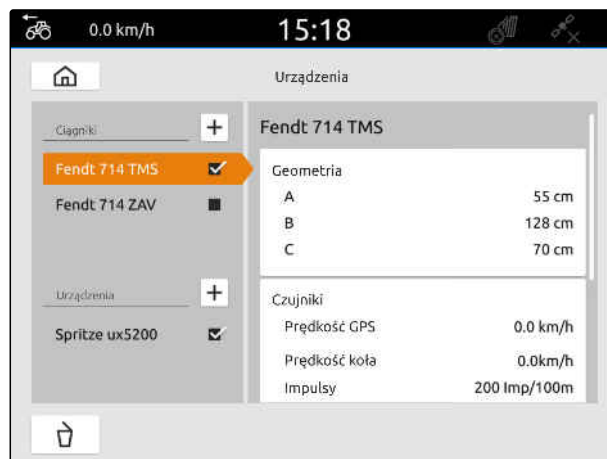 0.0 km/h
15:18
Urządzenia
Ciągniki
+
Fendt 714 TMS
Fendt 714 ZAV
Urządzenia
+
Spritze ux5200
Fendt 714 TMS
Geometria
A 55 cm
B 128 cm
C 70 cm
Czujniki
Prędkość GPS 0.0 km/h
Prędkość koła 0.0km/h
Impulsy 200 Imp/100m